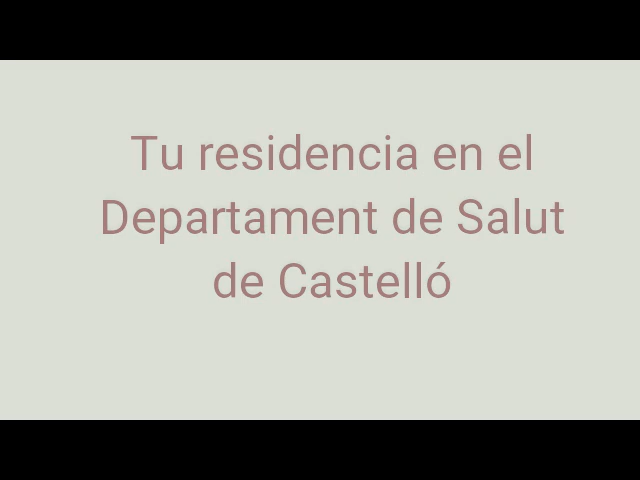 Tu residencia en el
Departament de Salut
de Castelló